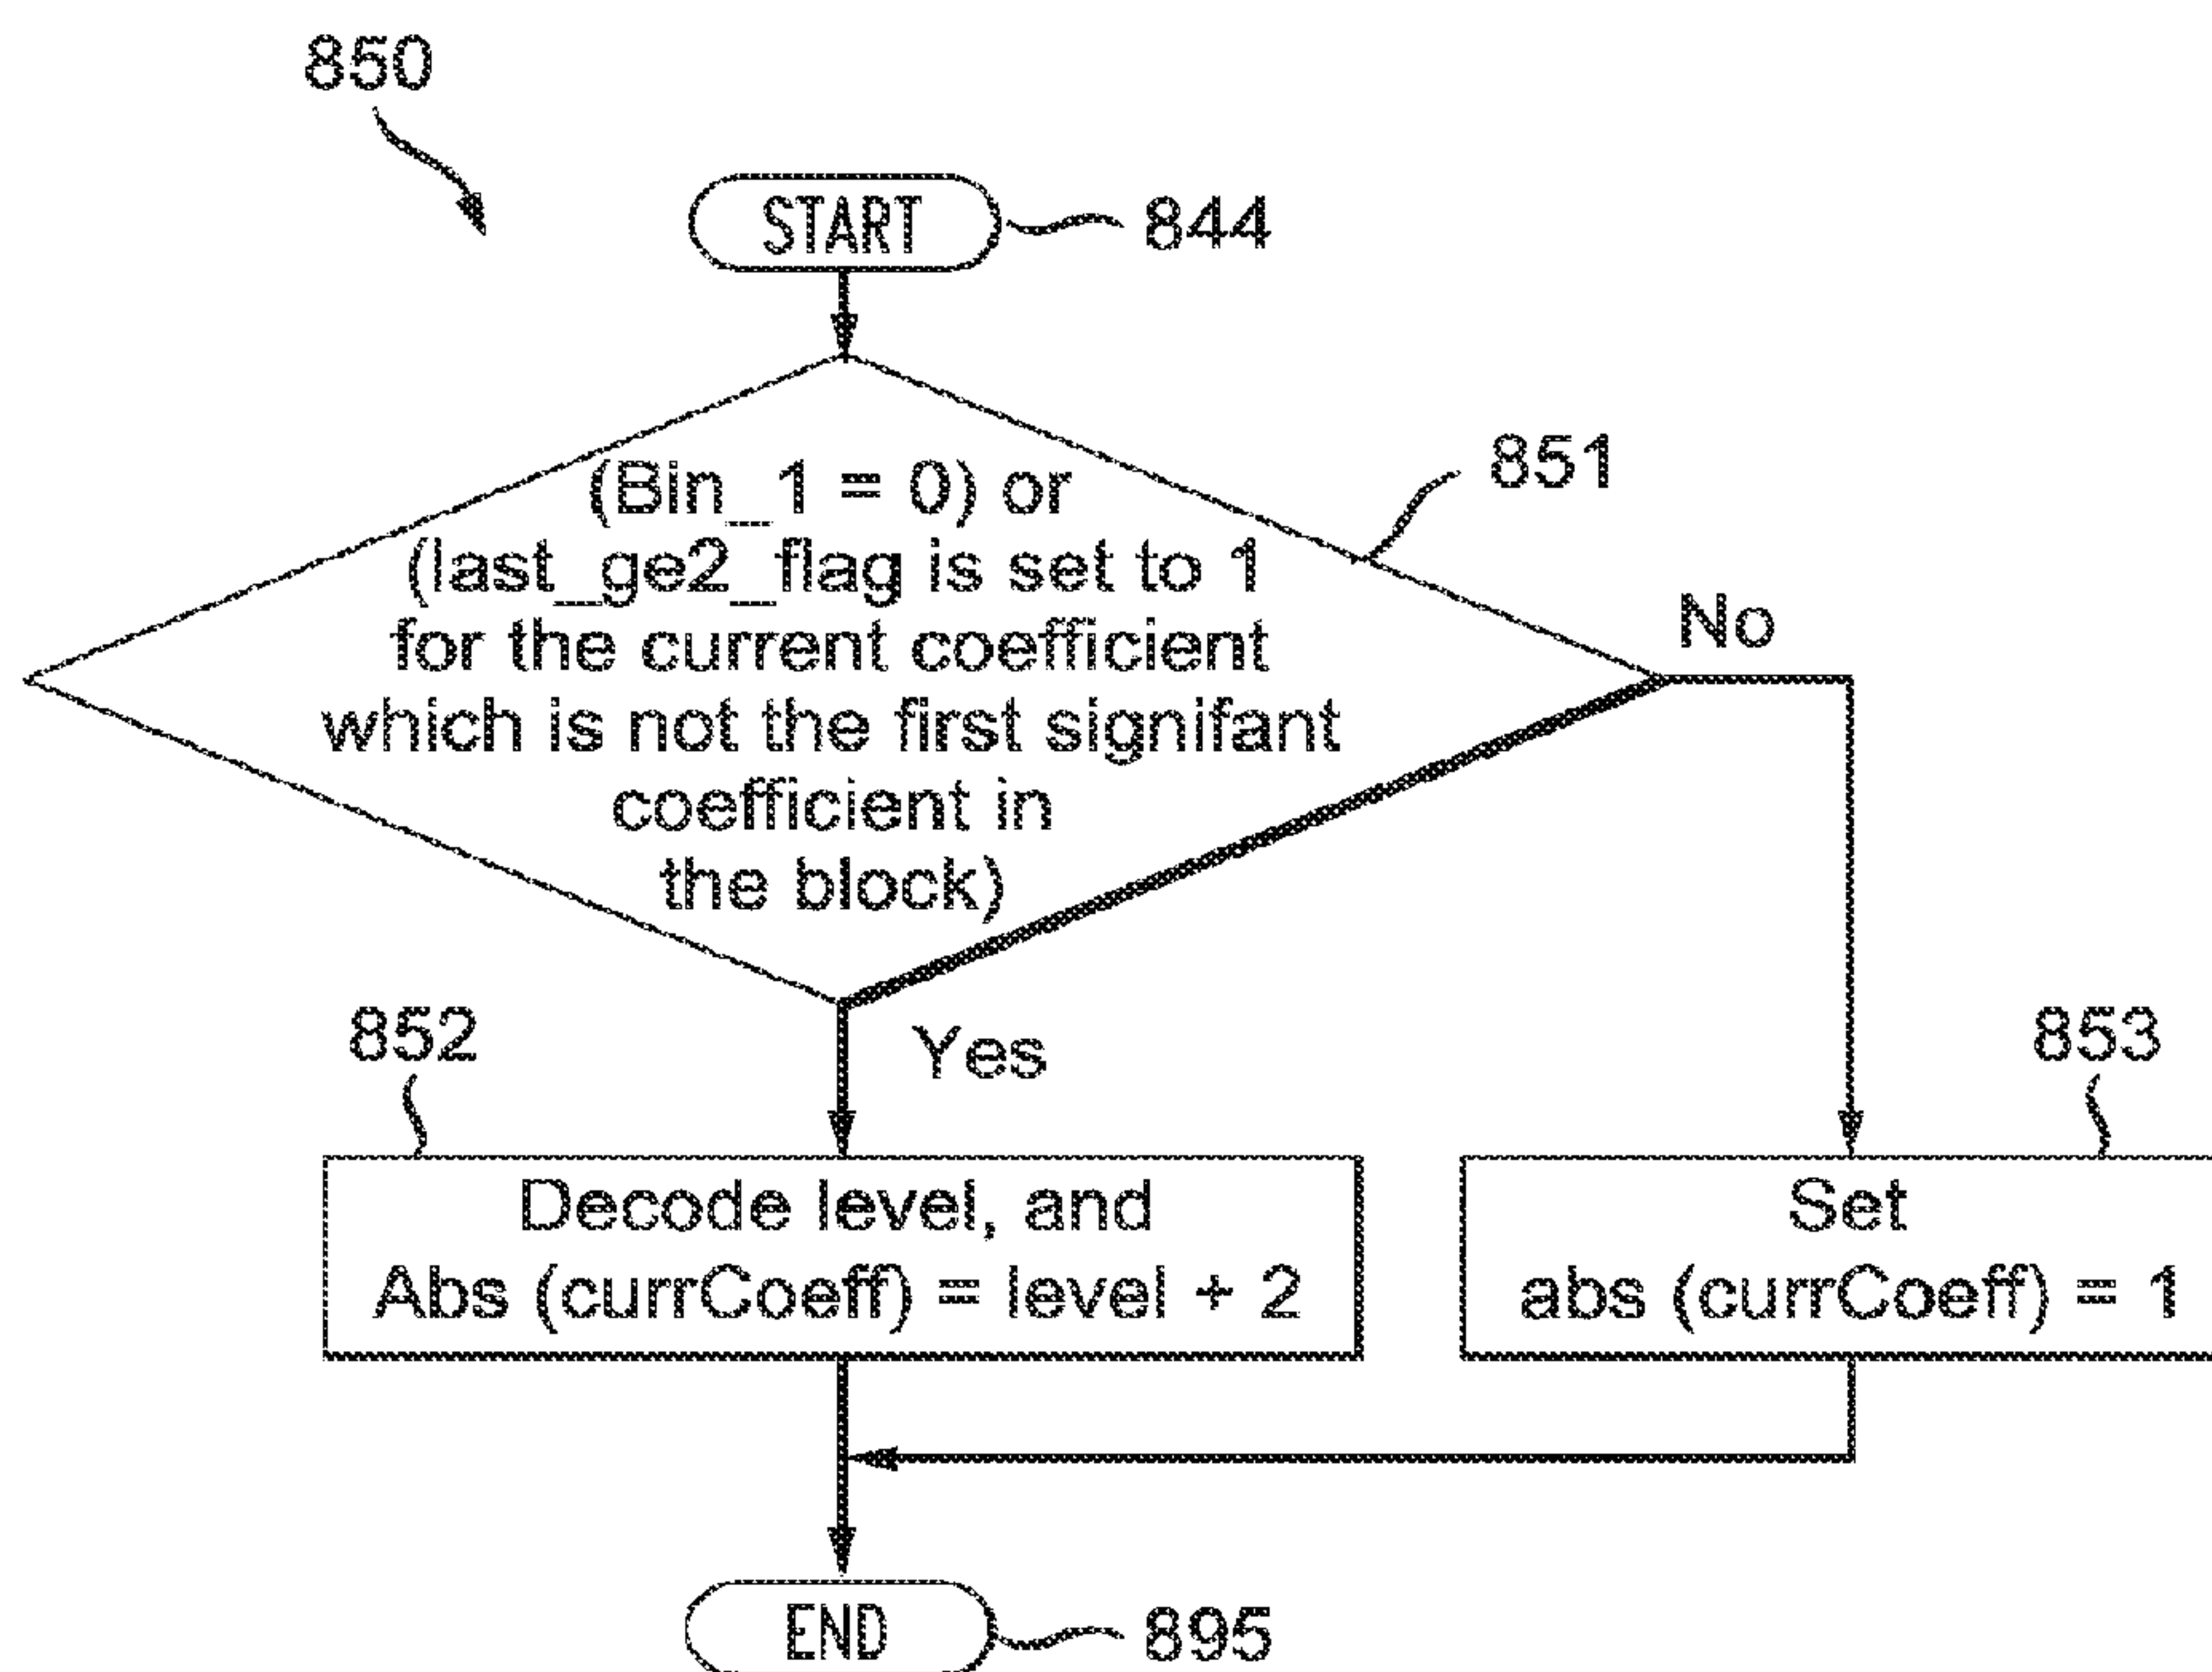 850
START
844
(Bin_1 = 0) or
(last_ge2_flag is set to 1
for the current coefficient
which is not the first signifant
coefficient in
the block)
851
No
Yes
852
853
Decode level, and
Abs (currCoeff) = level + 2
Set
abs (currCoeff) = 1
END
895